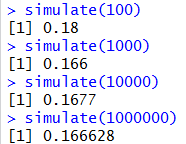 > simulate(100)
[1] 0.18
> simulate(1000)
[1] 0.166
> simulate(10000)
[1] 0.1677
> simulate(1000000)
[1] 0.166628